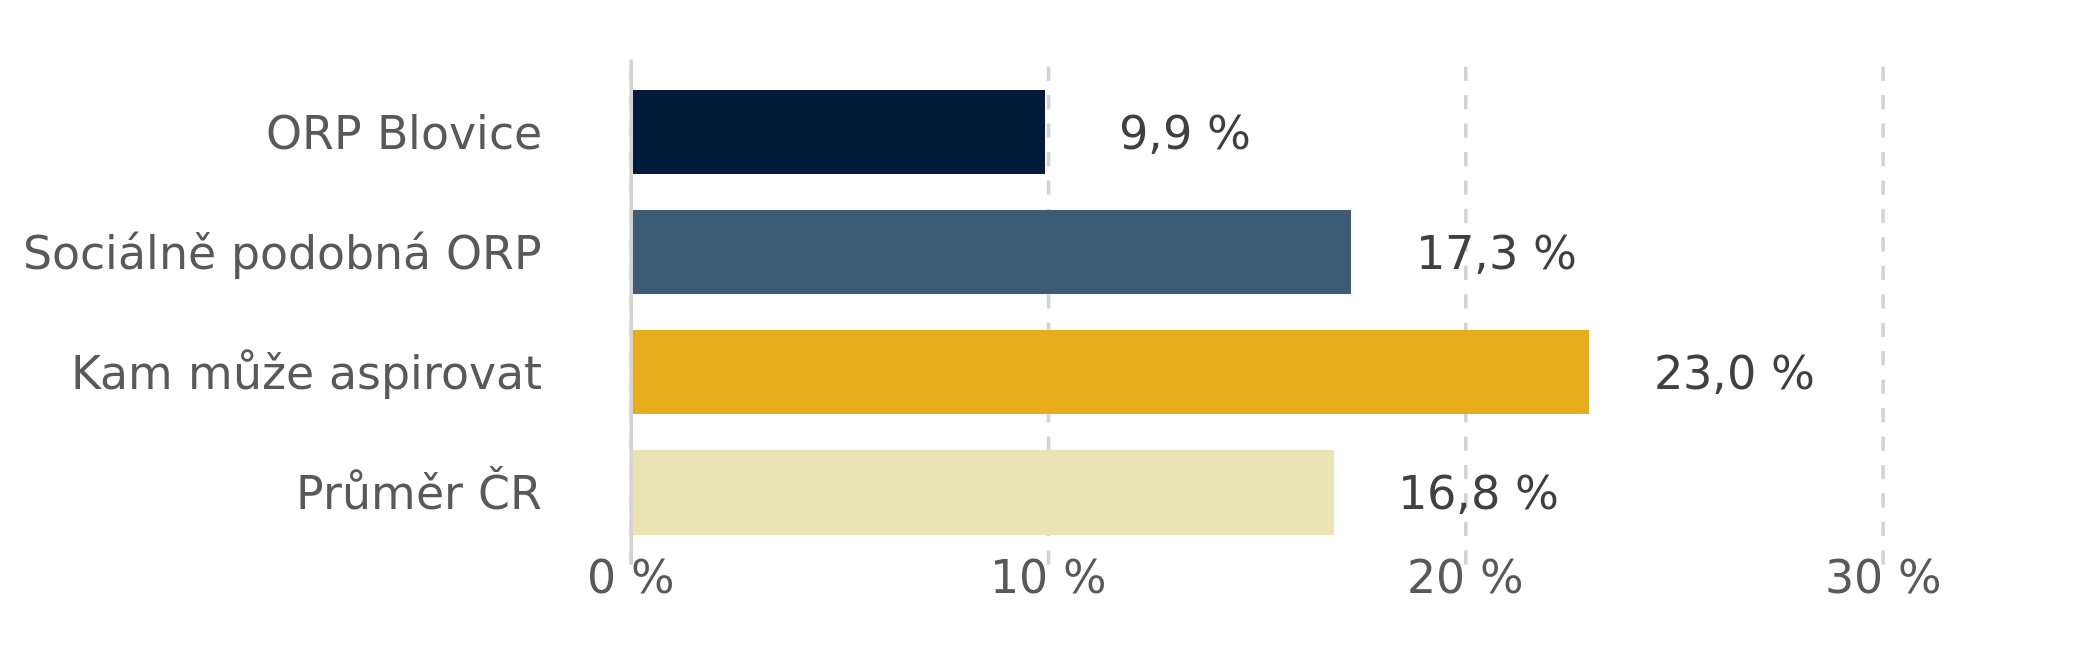 ORP Blovice 9,9 %
Sociálně podobná ORP 17,3 %
Kam může aspirovat 23,0 %
Průměr ČR 16,8 %
0 % 10 % 20 % 30 %